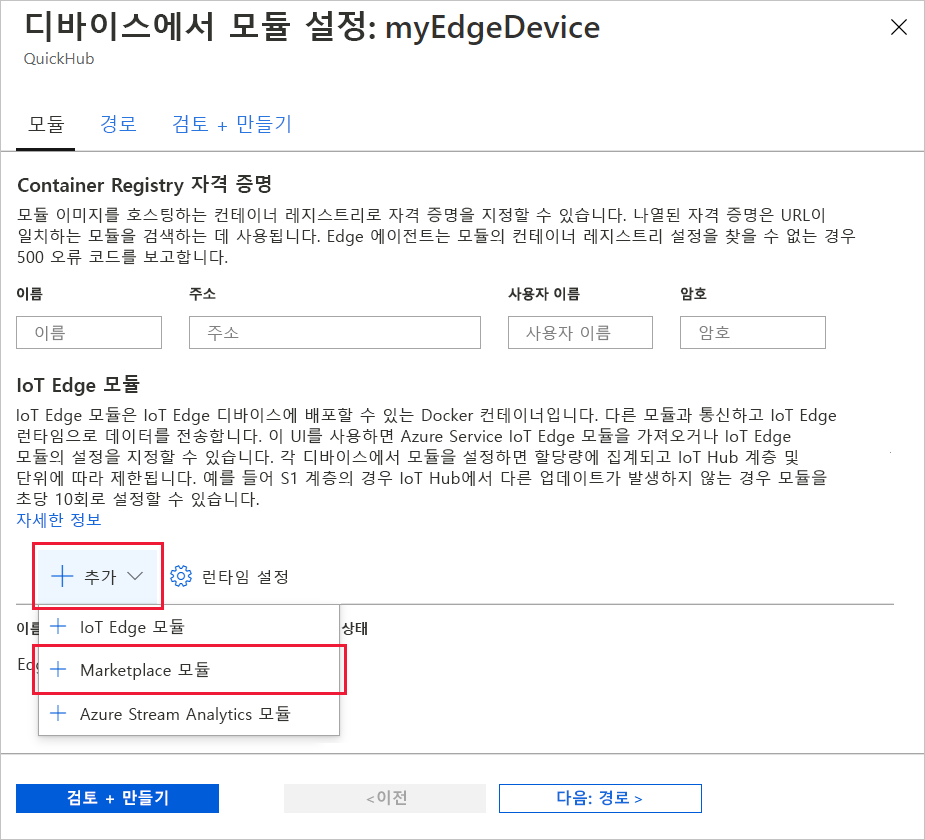 디바이스에서 모듈 설정: myEdgeDevice
QuickHub
모듈 경로 검토 + 만들기
Container Registry 자격 증명
모듈 이미지를 호스팅하는 컨테이너 레지스트리로 자격 증명을 지정할 수 있습니다. 나열된 자격 증명은 URL이
일치하는 모듈을 검색하는 데 사용됩니다. Edge 에이전트는 모듈의 컨테이너 레지스트리 설정을 찾을 수 없는 경우
500 오류 코드를 보고합니다.
이름 주소 사용자 이름 암호
이름 주소 사용자 이름 암호
IoT Edge 모듈
IoT Edge 모듈은 IoT Edge 디바이스에 배포할 수 있는 Docker 컨테이너입니다. 다른 모듈과 통신하고 IoT Edge
런타임으로 데이터를 전송합니다. 이 UI를 사용하면 Azure Service IoT Edge 모듈을 가져오거나 IoT Edge
모듈의 설정을 지정할 수 있습니다. 각 디바이스에서 모듈을 설정하면 할당량에 집계되고 IoT Hub 계층 및
단위에 따라 제한됩니다. 예를 들어 S1 계층의 경우 IoT Hub에서 다른 업데이트가 발생하지 않는 경우 모듈을
초당 10회로 설정할 수 있습니다.
자세한 정보
추가 런타임 설정
이름 IoT Edge 모듈 상태
Marketplace 모듈
Azure Stream Analytics 모듈
검토 + 만들기 <이전 다음: 경로 >